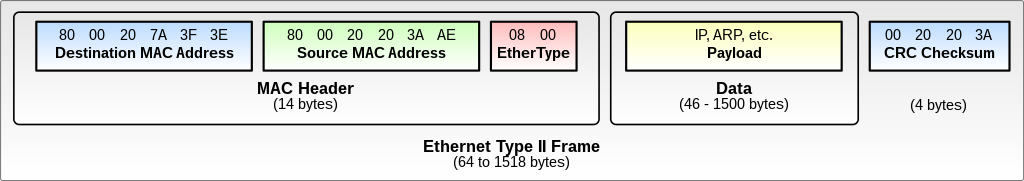 80 00 20 7A 3F 3E
Destination MAC Address
80 00 20 20 3A AE
Source MAC Address
08 00
EtherType
IP, ARP, etc.
Payload
00 20 20 3A
CRC Checksum
MAC Header
(14 bytes)
Data
(46 - 1500 bytes)
(4 bytes)
Ethernet Type II Frame
(64 to 1518 bytes)